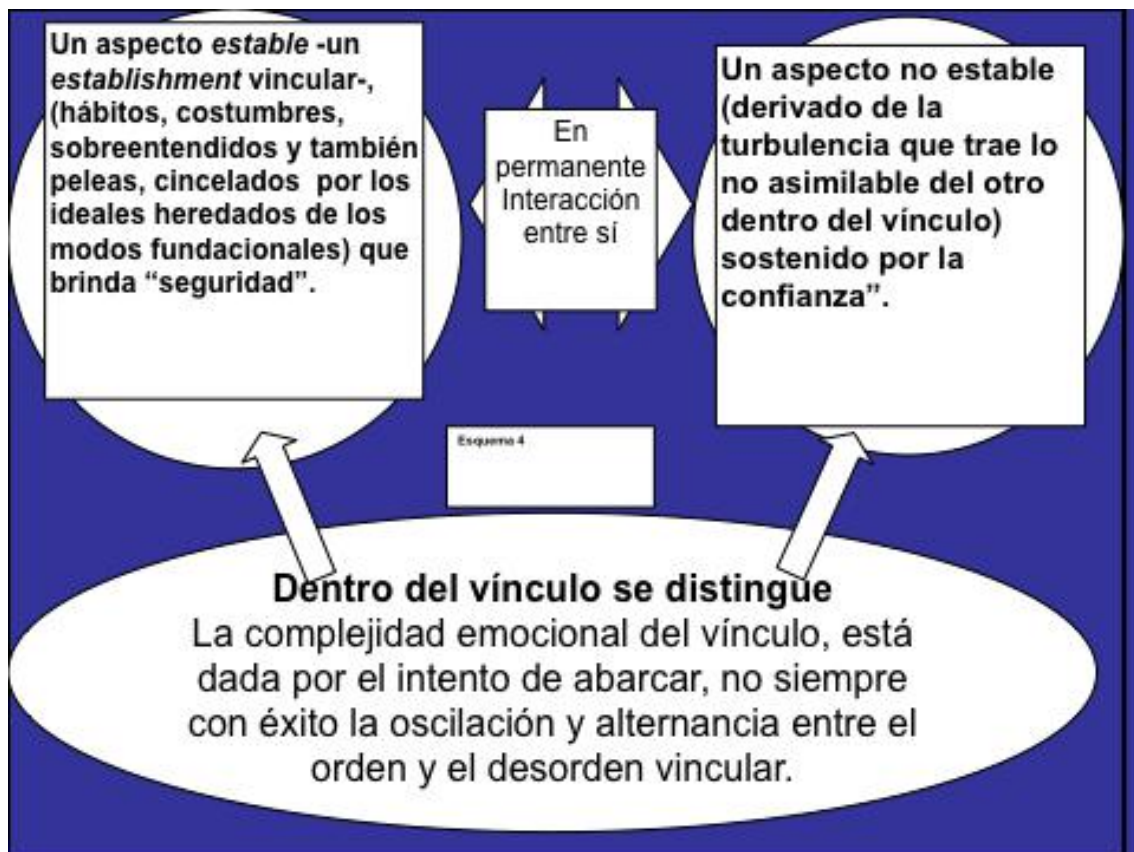 Un aspecto estable -un
establishment vincular-,
(hábitos, costumbres,
sobreentendidos y también
peleas, cincelados por los
ideales heredados de los
modos fundacionales) que
brinda “seguridad”.
En
permanente
Interacción
entre sí
Un aspecto no estable
(derivado de la
turbulencia que trae lo
no asimilable del otro
dentro del vínculo)
sostenido por la
confianza”.
Esquema 4
Dentro del vínculo se distingue
La complejidad emocional del vínculo, está
dada por el intento de abarcar, no siempre
con éxito la oscilación y alternancia entre el
orden y el desorden vincular.